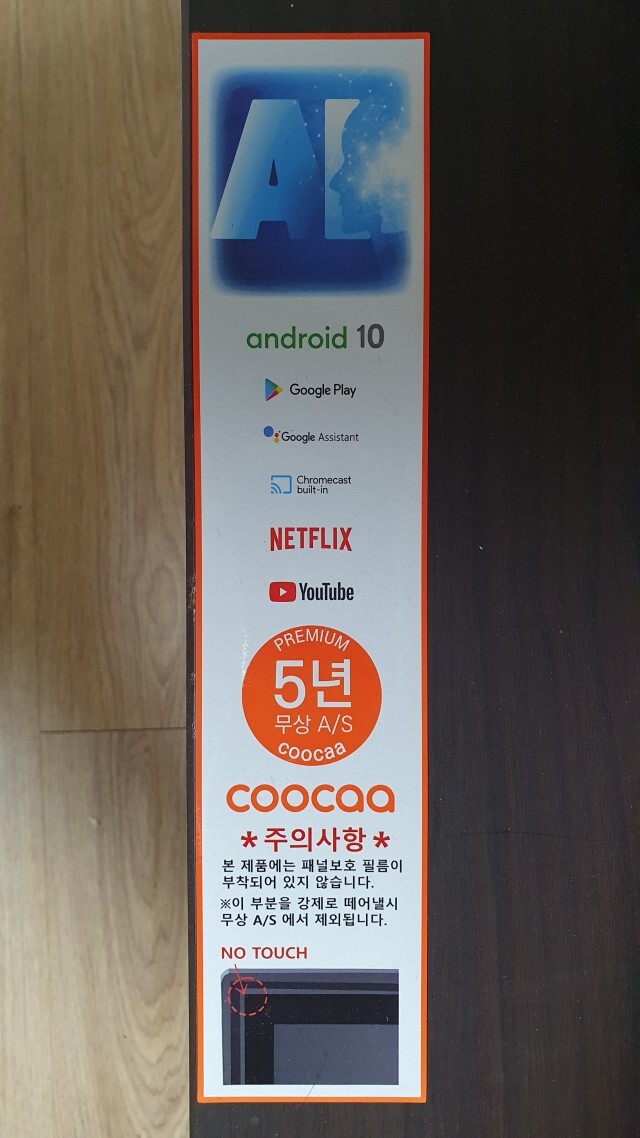 AI
android 10
Google Play
Google Assistant
Chromecast
built-in
NETFLIX
YouTube
PREMIUM
5년
무상 A/S
coocaa
coocaa
*주의사항*
본 제품에는 패널보호 필름이
부착되어 있지 않습니다.
※이 부분을 강제로 떼어낼시
무상 A/S 에서 제외됩니다.
NO TOUCH